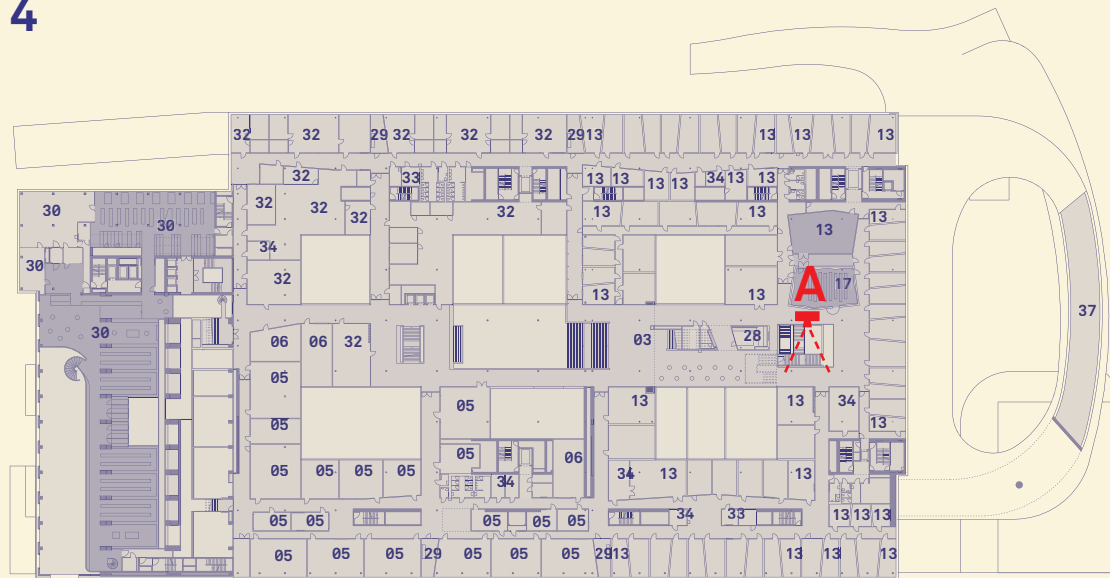 4
32 32 29 32 32 32 29 13 13 13 13
32 33 13 13 13 13 34 13 13
32 32 32 32 13 13 13
30 30 13
34
30 32 13 13 17
A
30 06 06 32 03 28 37
05 05 13 13 34
05 13
05 05 05 05 05 06 34 13 13
34
05 05 05 05 05 34 33 13 13 13
05 05 05 29 05 05 05 29 13 13 13 13